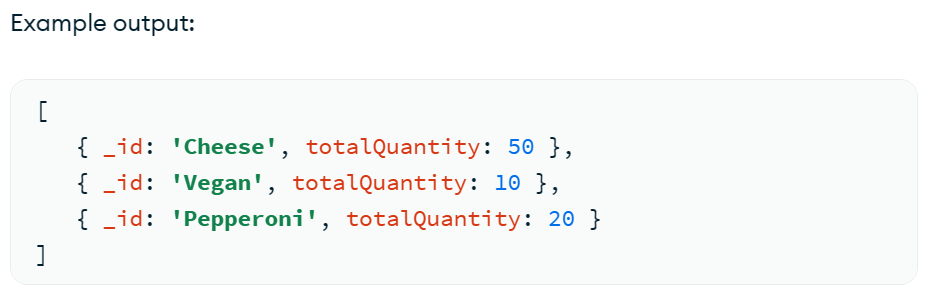 Example output:
[
{ _id: 'Cheese', totalQuantity: 50 },
{ _id: 'Vegan', totalQuantity: 10 },
{ _id: 'Pepperoni', totalQuantity: 20 }
]